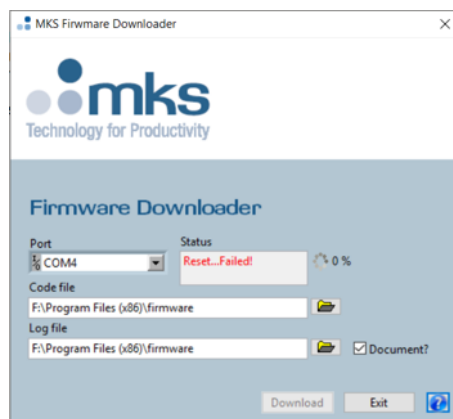 MKS Firwmare Downloader
mks
Technology for Productivity
Firmware Downloader
Port
Status
COM4
Reset...Failed!
0 %
Code file
F:\Program Files (x86)\firmware
Log file
F:\Program Files (x86)\firmware
Document?
Download
Exit
?